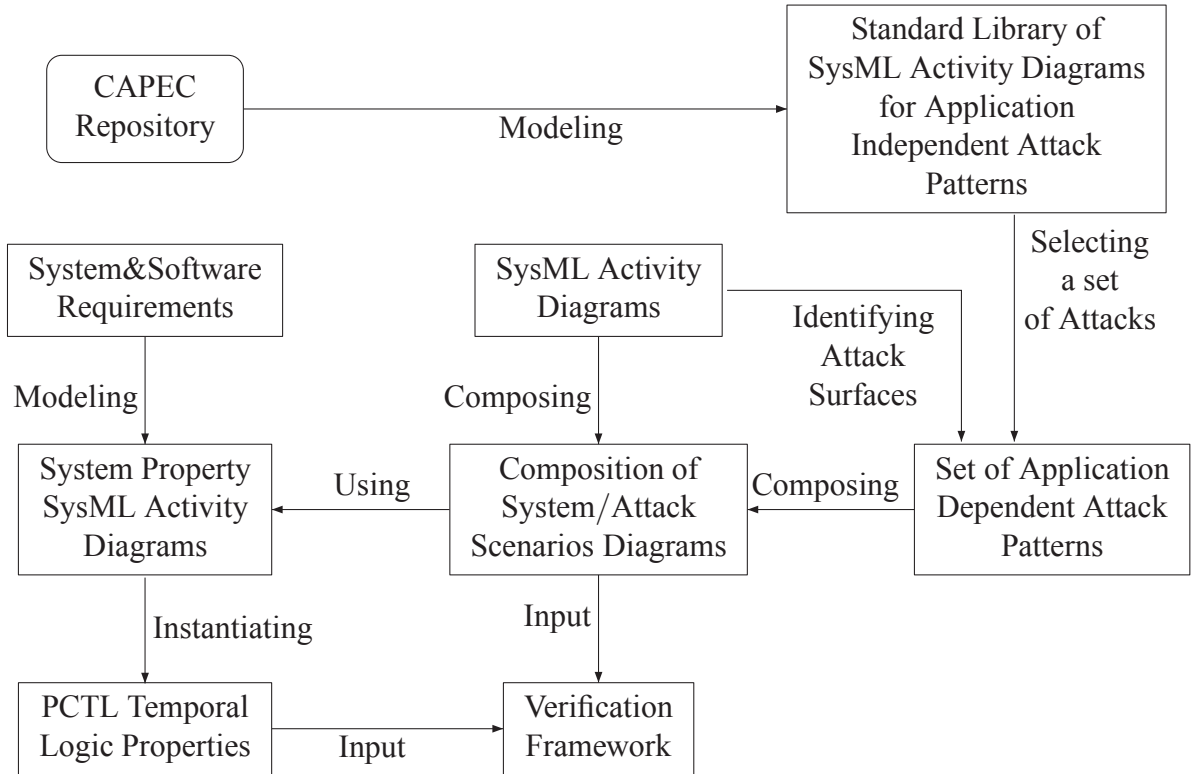 CAPEC
Repository
Modeling
Standard Library of
SysML Activity Diagrams
for Application
Independent Attack
Patterns
System&Software
Requirements
SysML Activity
Diagrams
Identifying
Attack
Surfaces
Selecting
a set
of Attacks
Modeling
Composing
System Property
SysML Activity
Diagrams
Using
Composition of
System/Attack
Scenarios Diagrams
Composing
Set of Application
Dependent Attack
Patterns
Instantiating
Input
PCTL Temporal
Logic Properties
Input
Verification
Framework